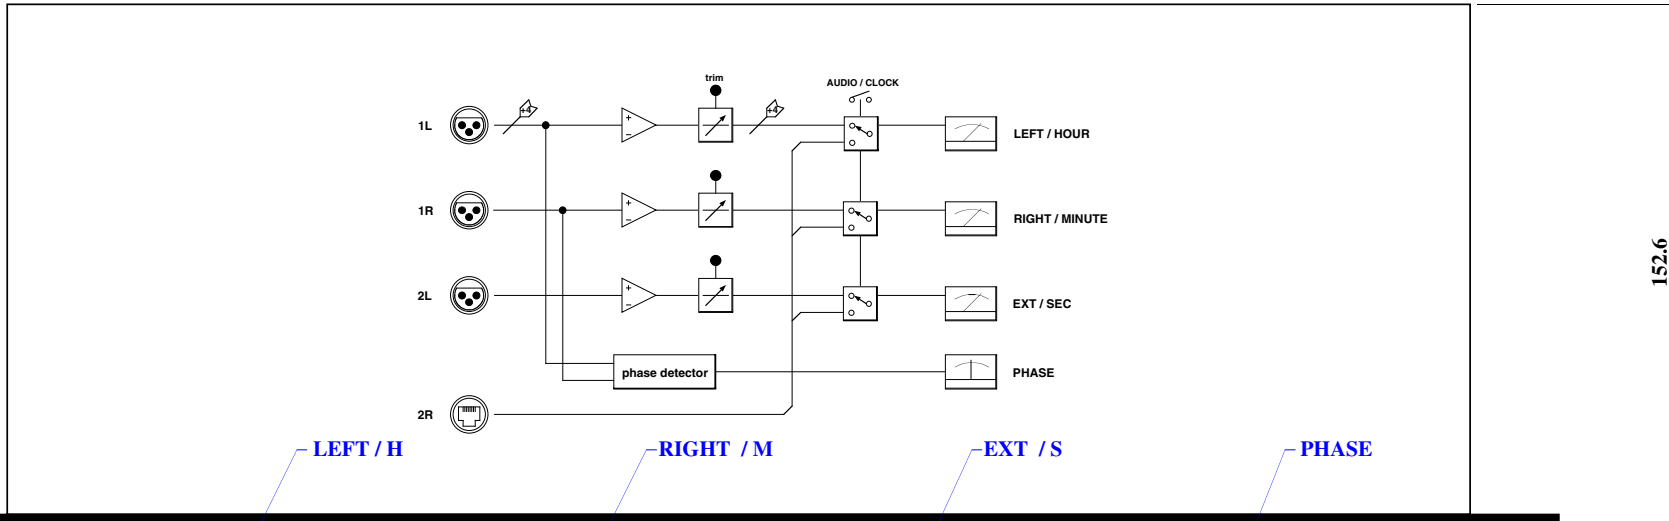 trim
AUDIO / CLOCK
+4
+4
1L
+
−
LEFT / HOUR
1R
+
−
RIGHT / MINUTE
2L
+
−
EXT / SEC
phase detector
PHASE
2R
LEFT / H
RIGHT / M
EXT / S
PHASE
152.6